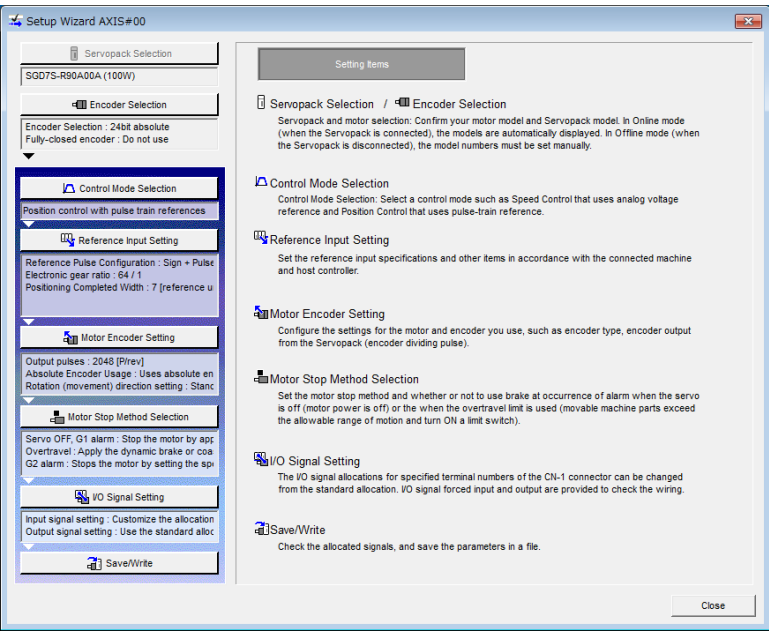 Setup Wizard AXIS#00
Servopack Selection
SGD7S-R90A00A (100W)
Encoder Selection
Encoder Selection : 24bit absolute
Fully-closed encoder : Do not use
Control Mode Selection
Position control with pulse train references
Reference Input Setting
Reference Pulse Configuration : Sign + Pulse
Electronic gear ratio : 64 / 1
Positioning Completed Width : 7 [reference u
Motor Encoder Setting
Output pulses : 2048 [P/rev]
Absolute Encoder Usage : Uses absolute en
Rotation (movement) direction setting : Stanc
Motor Stop Method Selection
Servo OFF, G1 alarm : Stop the motor by app
Overtravel : Apply the dynamic brake or coa
G2 alarm : Stops the motor by setting the spe
I/O Signal Setting
Input signal setting : Customize the allocation
Output signal setting : Use the standard alloc
Save/Write
Setting Items
Servopack Selection / Encoder Selection
Servopack and motor selection: Confirm your motor model and Servopack model. In Online mode
(when the Servopack is connected), the models are automatically displayed. In Offline mode (when
the Servopack is disconnected), the model numbers must be set manually.
Control Mode Selection
Control Mode Selection: Select a control mode such as Speed Control that uses analog voltage
reference and Position Control that uses pulse-train reference.
Reference Input Setting
Set the reference input specifications and other items in accordance with the connected machine
and host controller.
Motor Encoder Setting
Configure the settings for the motor and encoder you use, such as encoder type, encoder output
from the Servopack (encoder dividing pulse).
Motor Stop Method Selection
Set the motor stop method and whether or not to use brake at occurrence of alarm when the servo
is off (motor power is off) or the when the overtravel limit is used (movable machine parts exceed
the allowable range of motion and turn ON a limit switch).
I/O Signal Setting
The I/O signal allocations for specified terminal numbers of the CN-1 connector can be changed
from the standard allocation. I/O signal forced input and output are provided to check the wiring.
Save/Write
Check the allocated signals, and save the parameters in a file.
Close